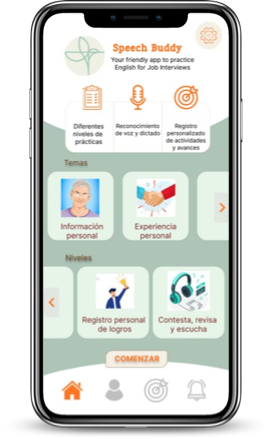 Speech Buddy
Your friendly app to practice
English for Job Interviews
Diferentes
niveles de
prácticas
Reconocimiento
de voz y dictado
Registro
personalizado
de actividades
y avances
Temas
Información
personal
Experiencia
personal
Niveles
Registro personal
de logros
Contesta, revisa
y escucha
COMENZAR